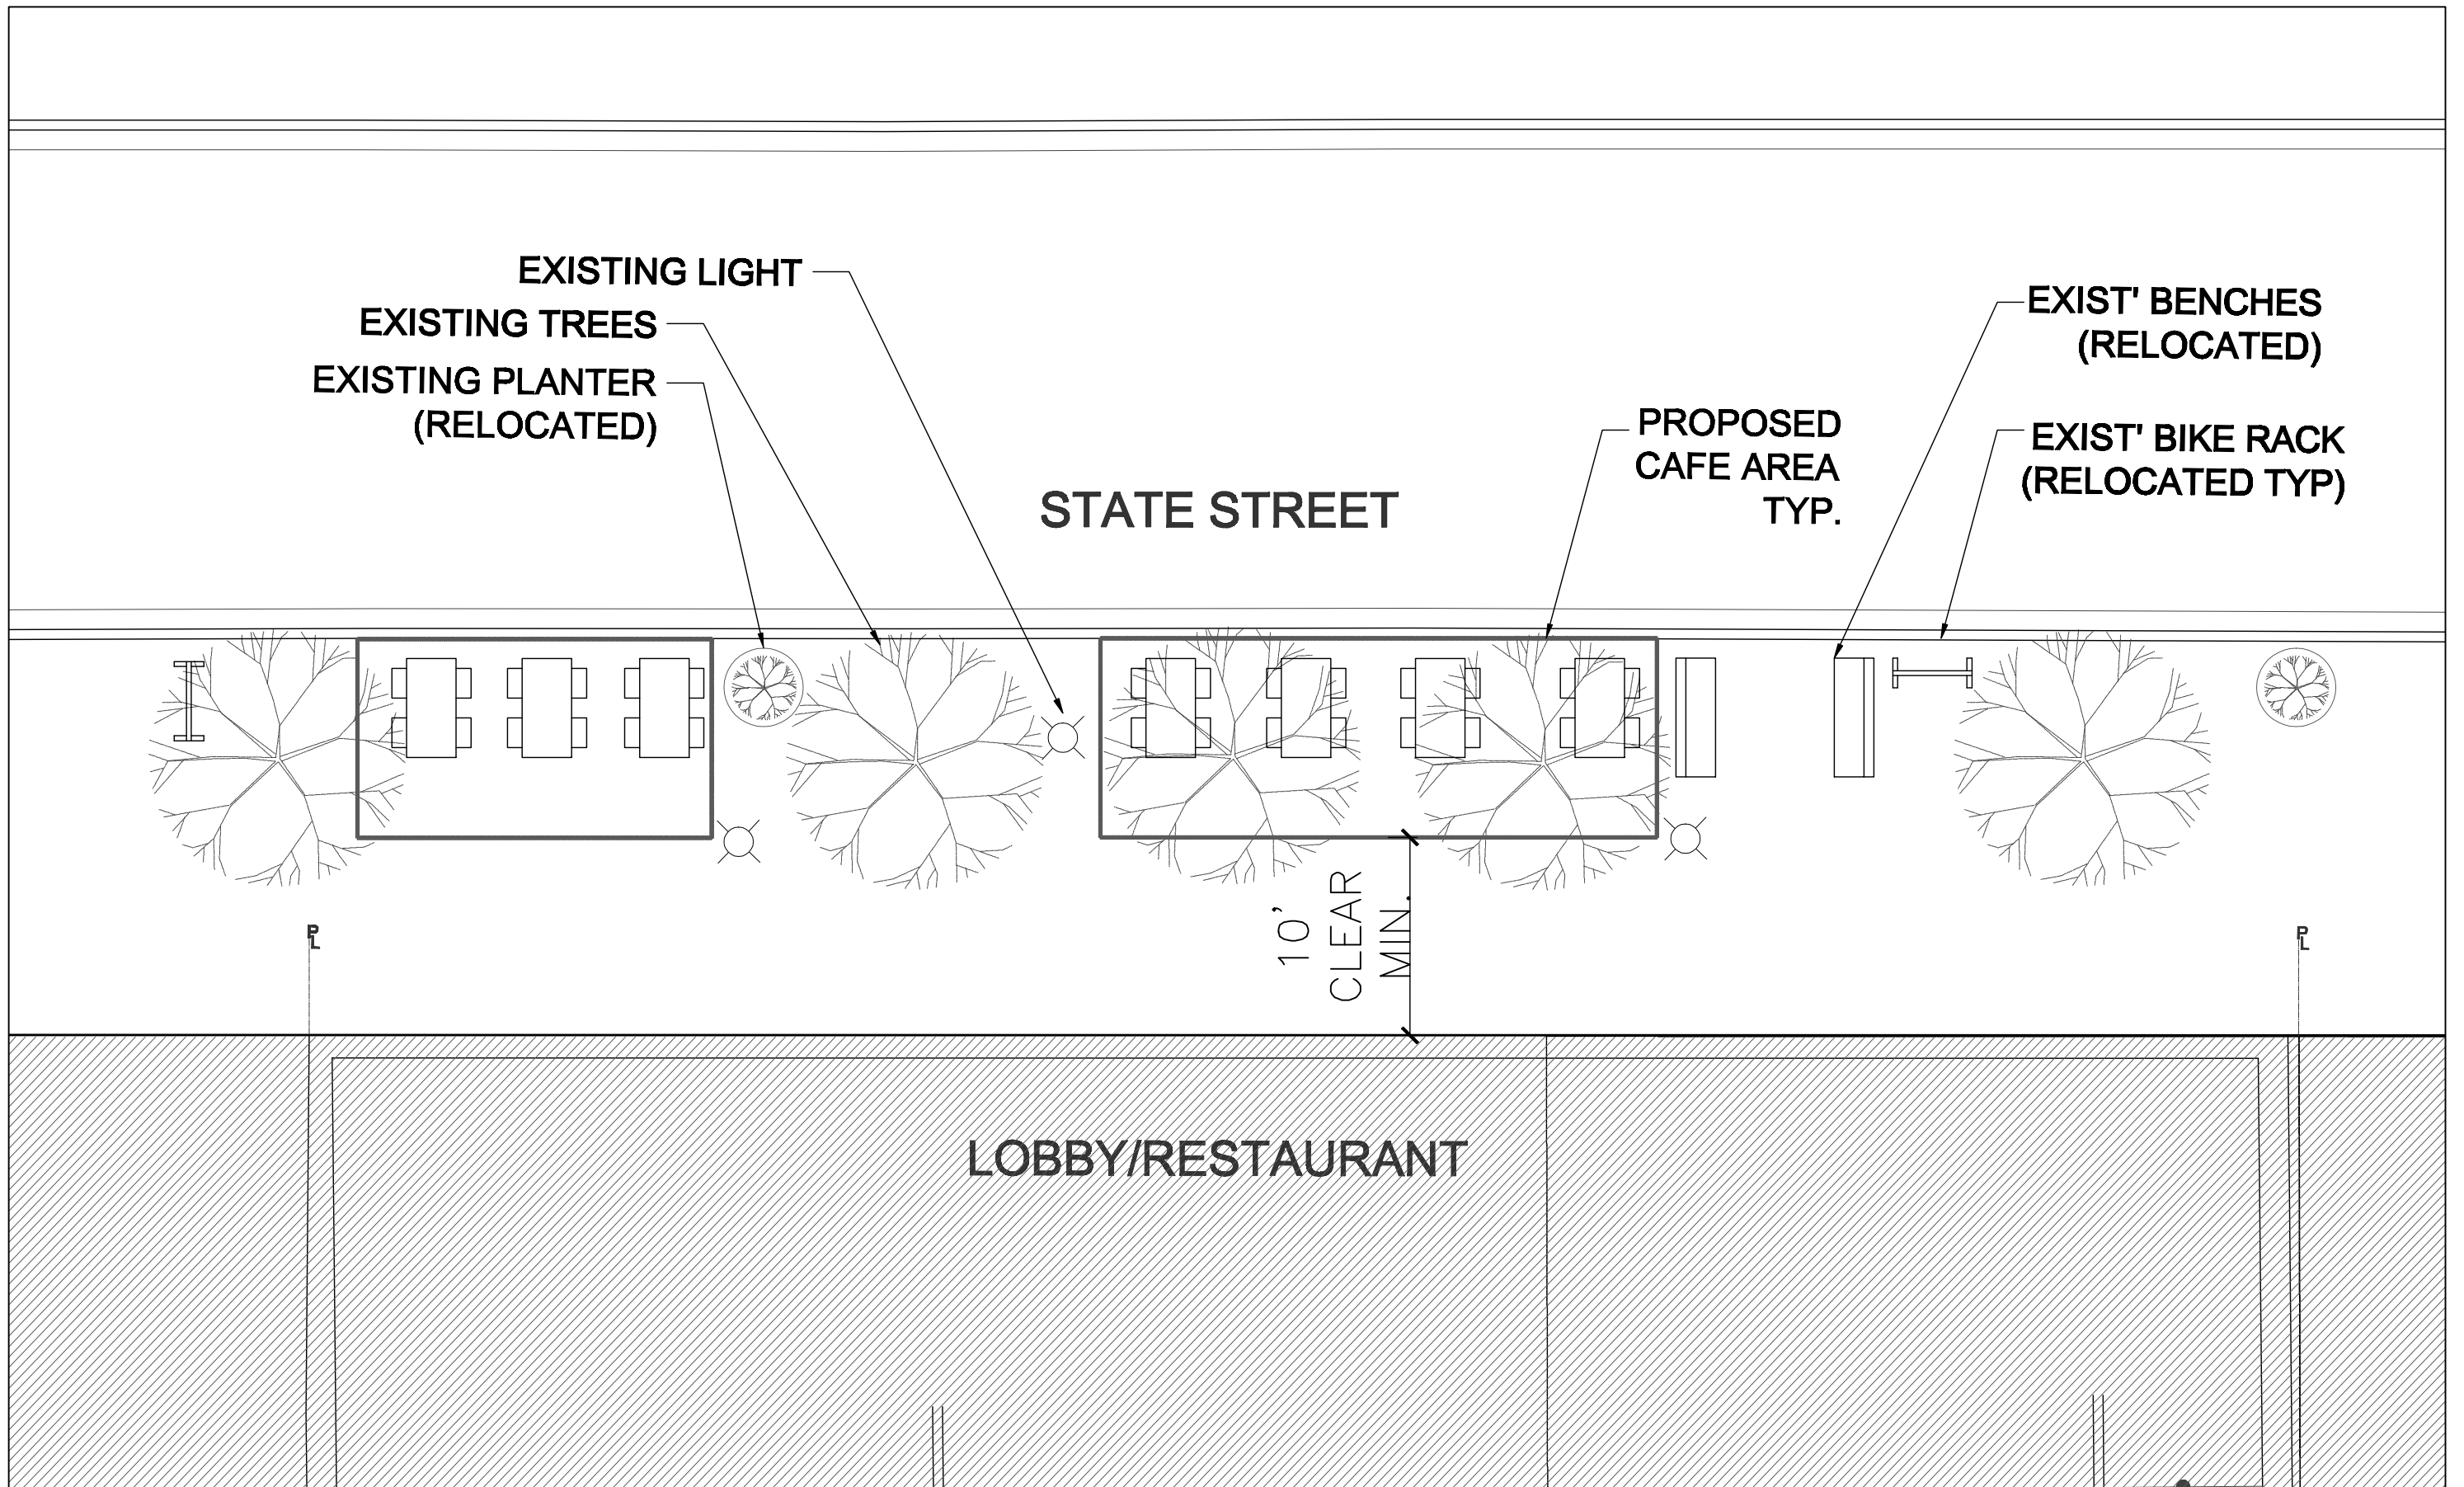 EXISTING LIGHT
EXISTING TREES
EXISTING PLANTER
(RELOCATED)
EXIST' BENCHES
(RELOCATED)
PROPOSED
CAFE AREA
TYP.
EXIST' BIKE RACK
(RELOCATED TYP)
STATE STREET
10'
CLEAR
MIN.
PL
PL
LOBBY/RESTAURANT